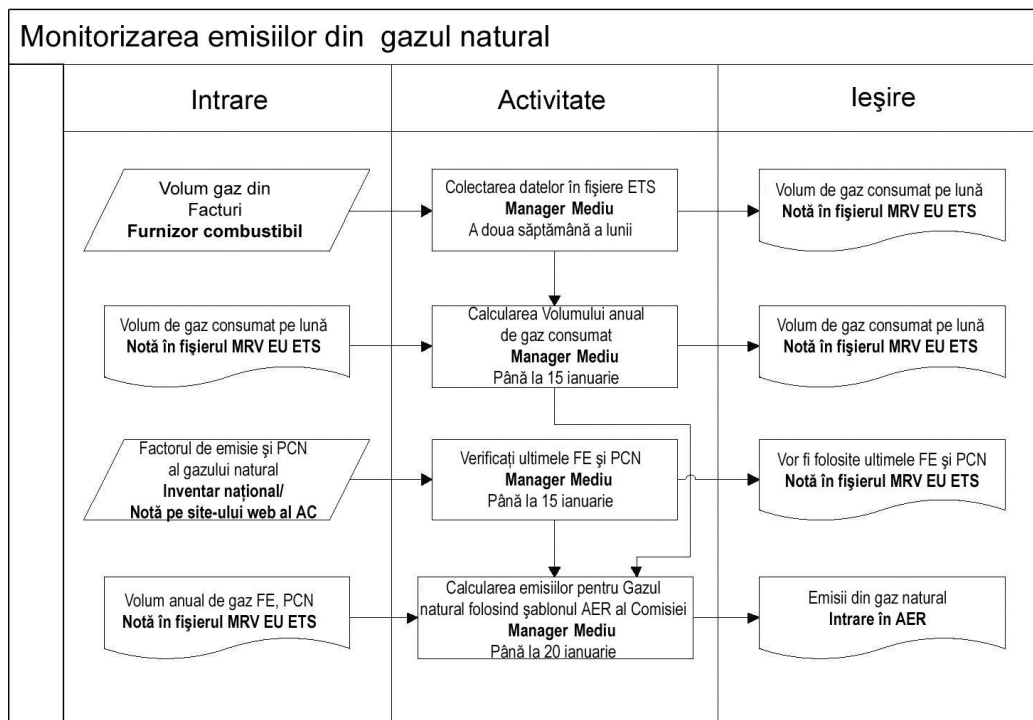 Monitorizarea emisiilor din gazul natural
Intrare
Activitate
Ieşire
Volum gaz din
Facturi
Furnizor combustibil
Colectarea datelor în fişiere ETS
Manager Mediu
A doua săptămână a lunii
Volum de gaz consumat pe lună
Notă în fişierul MRV EU ETS
Volum de gaz consumat pe lună
Notă în fişierul MRV EU ETS
Calcularea Volumului anual
de gaz consumat
Manager Mediu
Până la 15 ianuarie
Volum de gaz consumat pe lună
Notă în fişierul MRV EU ETS
Factorul de emisie şi PCN
al gazului natural
Inventar naţional/
Notă pe site-ului web al AC
Verificaţi ultimele FE şi PCN
Manager Mediu
Până la 15 ianuarie
Vor fi folosite ultimele FE şi PCN
Notă în fişierul MRV EU ETS
Volum anual de gaz FE, PCN
Notă în fişierul MRV EU ETS
Calcularea emisiilor pentru Gazul
natural folosind şablonul AER al Comisiei
Manager Mediu
Până la 20 ianuarie
Emisii din gaz natural
Intrare în AER